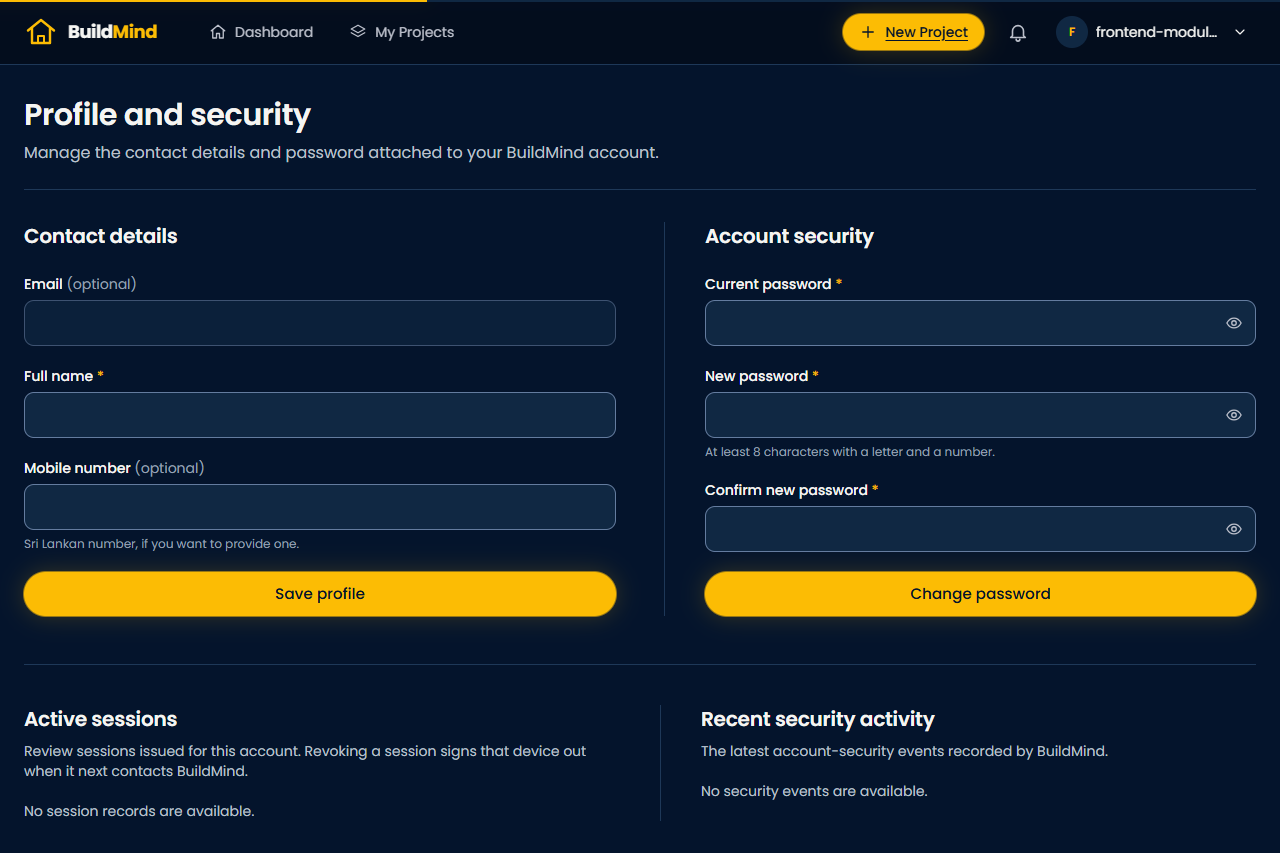 BuildMind
Dashboard
My Projects
New Project
F
frontend-modul...
Profile and security
Manage the contact details and password attached to your BuildMind account.
Contact details
Email (optional)
Full name *
Mobile number (optional)
Sri Lankan number, if you want to provide one.
Save profile
Account security
Current password *
New password *
At least 8 characters with a letter and a number.
Confirm new password *
Change password
Active sessions
Review sessions issued for this account. Revoking a session signs that device out
when it next contacts BuildMind.
No session records are available.
Recent security activity
The latest account-security events recorded by BuildMind.
No security events are available.